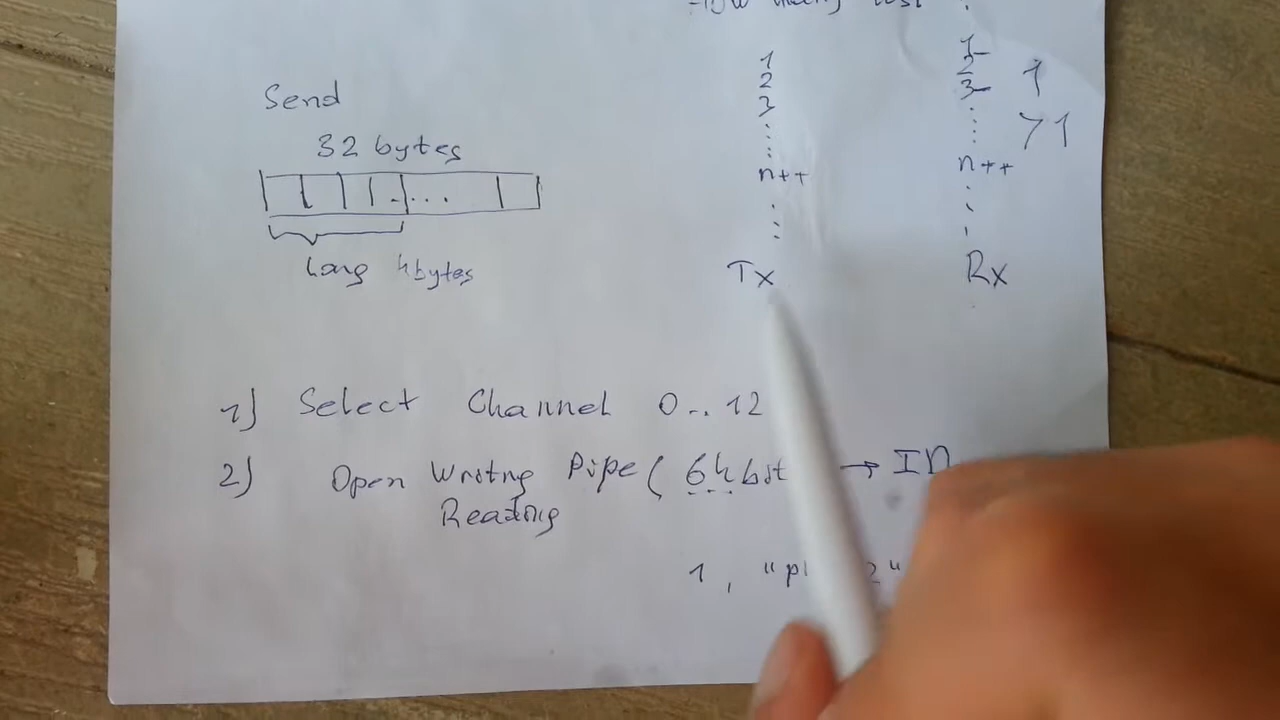 Send
32 bytes
...
long 4bytes
1
2
3
n++
Tx
1
2
3
n++
Rx
1
71
1) Select Channel 0..12
2) Open Writing Pipe ( 64bit → ID
Reading
1, "